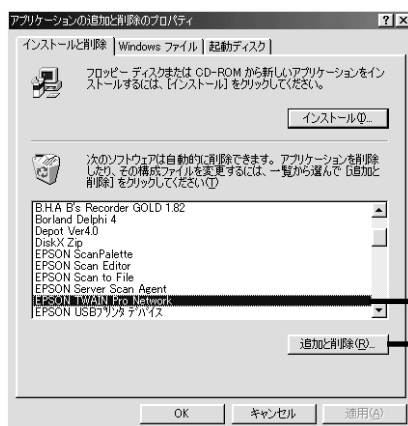 アプリケーションの追加と削除のプロパティ
インストールと削除 Windows ファイル 起動ディスク
フロッピー ディスクまたは CD-ROM から新しいアプリケーションをイン
ストールするには、[インストール] をクリックしてください。
インストール(I)...
次のソフトウェアは自動的に削除できます。アプリケーションを削除
したり、その構成ファイルを変更するには、一覧から選んで [追加と
削除] をクリックしてください(T)
B.H.A B's Recorder GOLD 1.82
Borland Delphi 4
Depot Ver4.0
DiskX Zip
EPSON ScanPalette
EPSON Scan Editor
EPSON Scan to File
EPSON Server Scan Agent
EPSON TWAIN Pro Network
EPSON USBプリンタ デバイス
追加と削除(R)...
OK キャンセル 適用(A)